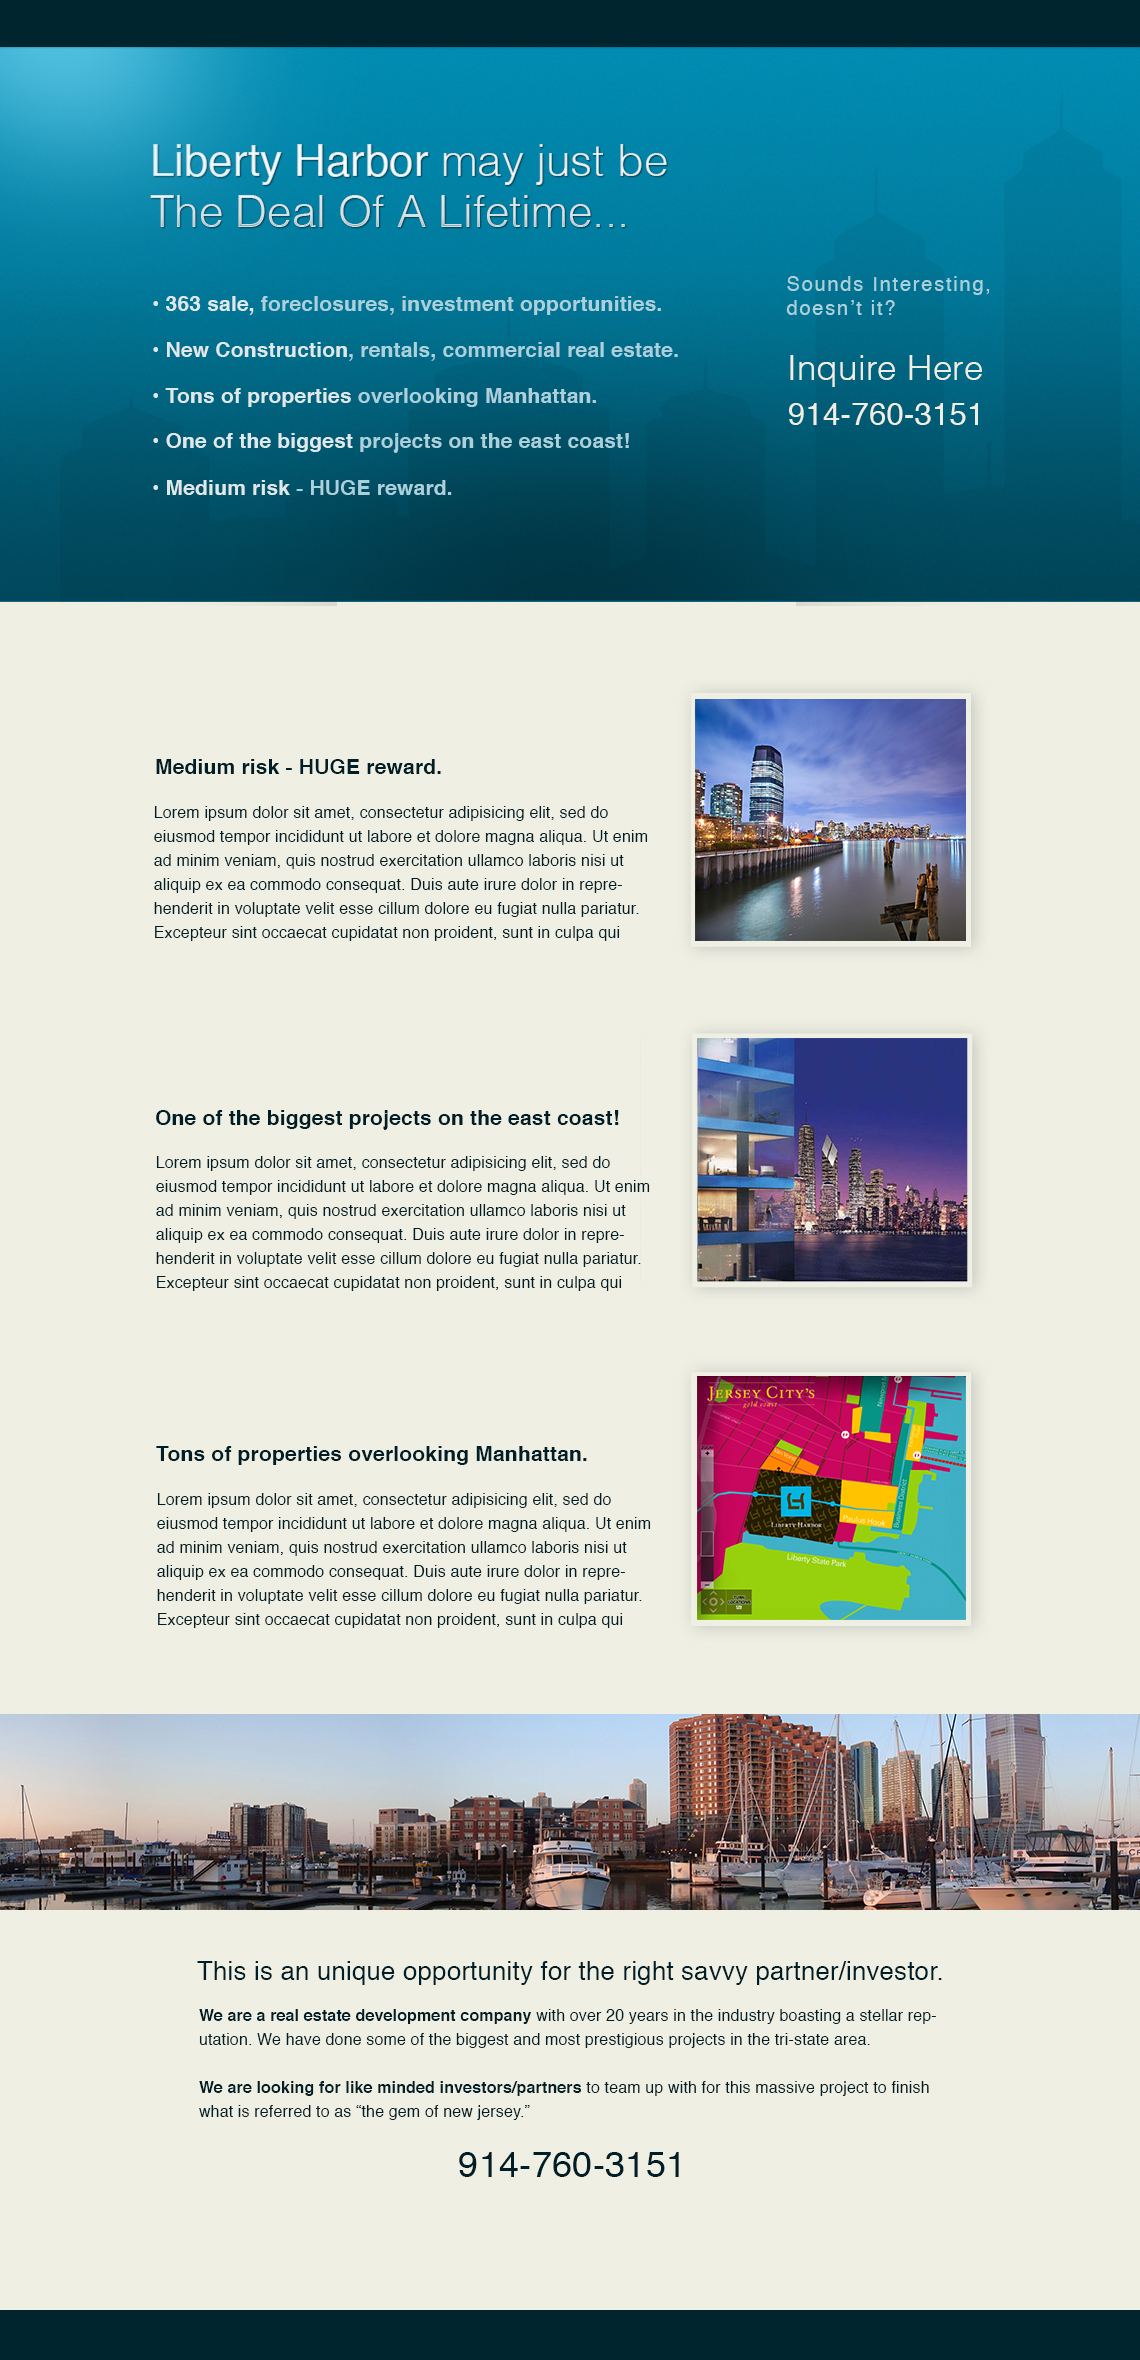 Liberty Harbor may just be
The Deal Of A Lifetime...
• 363 sale, foreclosures, investment opportunities.
• New Construction, rentals, commercial real estate.
• Tons of properties overlooking Manhattan.
• One of the biggest projects on the east coast!
• Medium risk - HUGE reward.
Sounds Interesting,
doesn’t it?
Inquire Here
914-760-3151
Medium risk - HUGE reward.
Lorem ipsum dolor sit amet, consectetur adipisicing elit, sed do
eiusmod tempor incididunt ut labore et dolore magna aliqua. Ut enim
ad minim veniam, quis nostrud exercitation ullamco laboris nisi ut
aliquip ex ea commodo consequat. Duis aute irure dolor in repre-
henderit in voluptate velit esse cillum dolore eu fugiat nulla pariatur.
Excepteur sint occaecat cupidatat non proident, sunt in culpa qui
One of the biggest projects on the east coast!
Lorem ipsum dolor sit amet, consectetur adipisicing elit, sed do
eiusmod tempor incididunt ut labore et dolore magna aliqua. Ut enim
ad minim veniam, quis nostrud exercitation ullamco laboris nisi ut
aliquip ex ea commodo consequat. Duis aute irure dolor in repre-
henderit in voluptate velit esse cillum dolore eu fugiat nulla pariatur.
Excepteur sint occaecat cupidatat non proident, sunt in culpa qui
Tons of properties overlooking Manhattan.
Lorem ipsum dolor sit amet, consectetur adipisicing elit, sed do
eiusmod tempor incididunt ut labore et dolore magna aliqua. Ut enim
ad minim veniam, quis nostrud exercitation ullamco laboris nisi ut
aliquip ex ea commodo consequat. Duis aute irure dolor in repre-
henderit in voluptate velit esse cillum dolore eu fugiat nulla pariatur.
Excepteur sint occaecat cupidatat non proident, sunt in culpa qui
JERSEY CITY'S
gold coast
LIBERTY HARBOR
Paulus Hook
Business District
Liberty State Park
This is an unique opportunity for the right savvy partner/investor.
We are a real estate development company with over 20 years in the industry boasting a stellar rep-
utation. We have done some of the biggest and most prestigious projects in the tri-state area.
We are looking for like minded investors/partners to team up with for this massive project to finish
what is referred to as “the gem of new jersey.”
914-760-3151